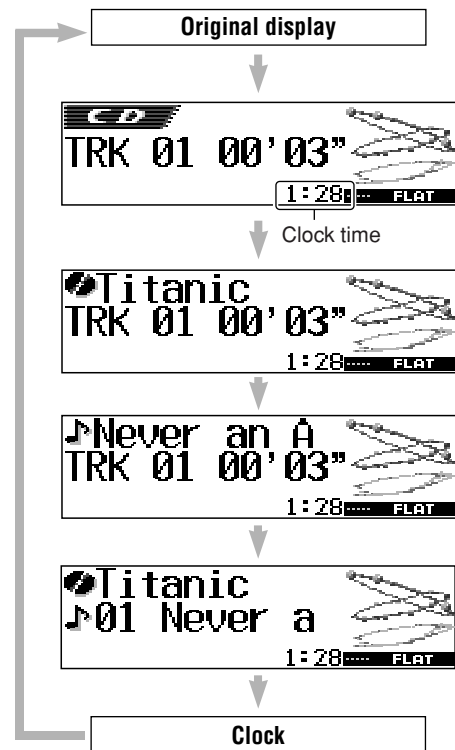 Original display
CD
TRK 01 00'03"
1:28 FLAT
Clock time
Titanic
TRK 01 00'03"
1:28 FLAT
Never an A
TRK 01 00'03"
1:28 FLAT
Titanic
01 Never a
1:28 FLAT
Clock